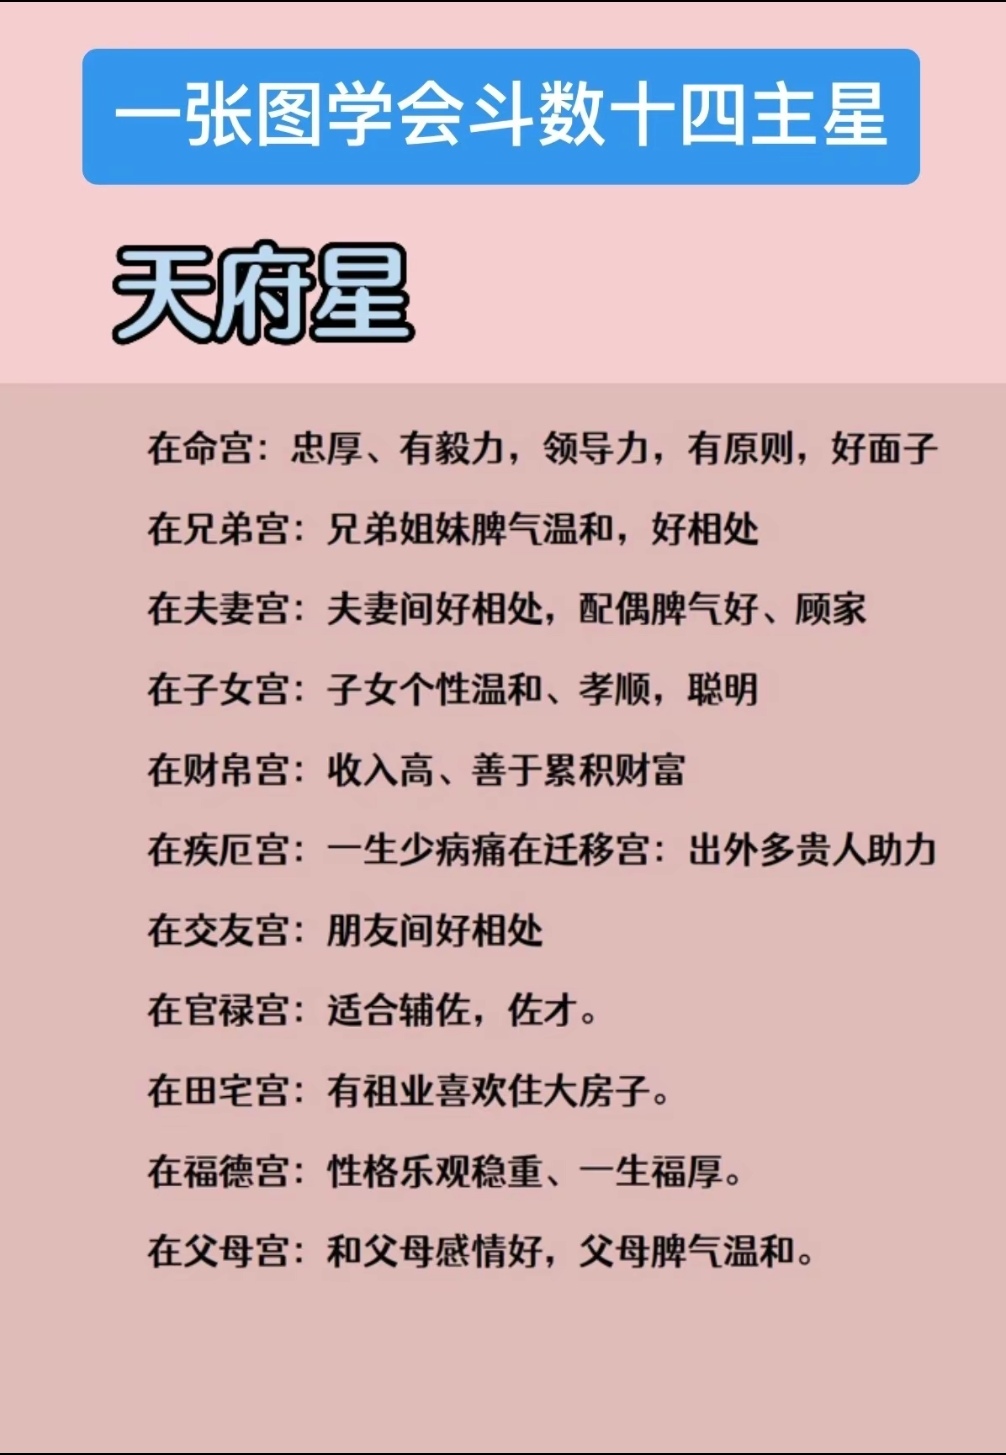 一张图学会斗数十四主星
天府星
在命宫：忠厚、有毅力，领导力，有原则，好面子
在兄弟宫：兄弟姐妹脾气温和，好相处
在夫妻宫：夫妻间好相处，配偶脾气好、顾家
在子女宫：子女个性温和、孝顺，聪明
在财帛宫：收入高、善于累积财富
在疾厄宫：一生少病痛在迁移宫：出外多贵人助力
在交友宫：朋友间好相处
在官禄宫：适合辅佐，佐才。
在田宅宫：有祖业喜欢住大房子。
在福德宫：性格乐观稳重、一生福厚。
在父母宫：和父母感情好，父母脾气温和。